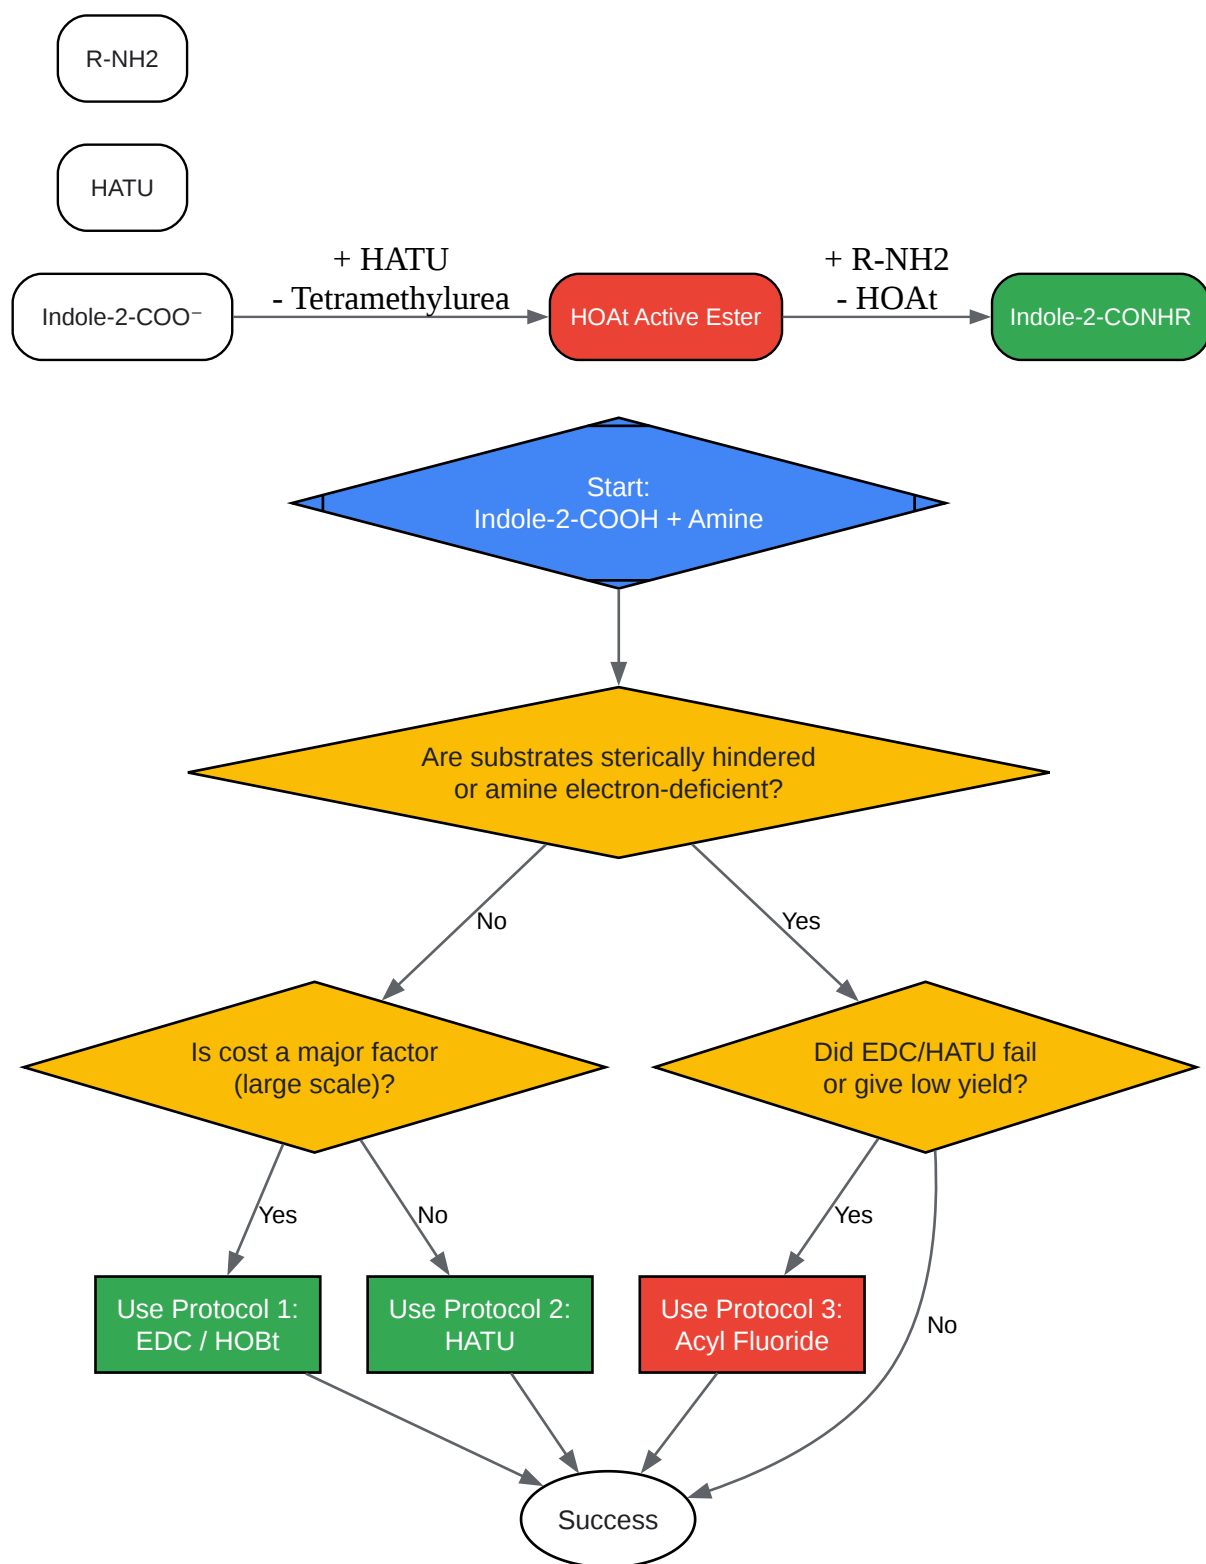 R-NH2
HATU
+ HATU
- Tetramethylurea
+ R-NH2
- HOAt
Indole-2-COO⁻
HOAt Active Ester
Indole-2-CONHR
Start:
Indole-2-COOH + Amine
Are substrates sterically hindered
or amine electron-deficient?
No
Yes
Is cost a major factor
(large scale)?
Did EDC/HATU fail
or give low yield?
Yes
No
Yes
No
Use Protocol 1:
EDC / HOBt
Use Protocol 2:
HATU
Use Protocol 3:
Acyl Fluoride
Success